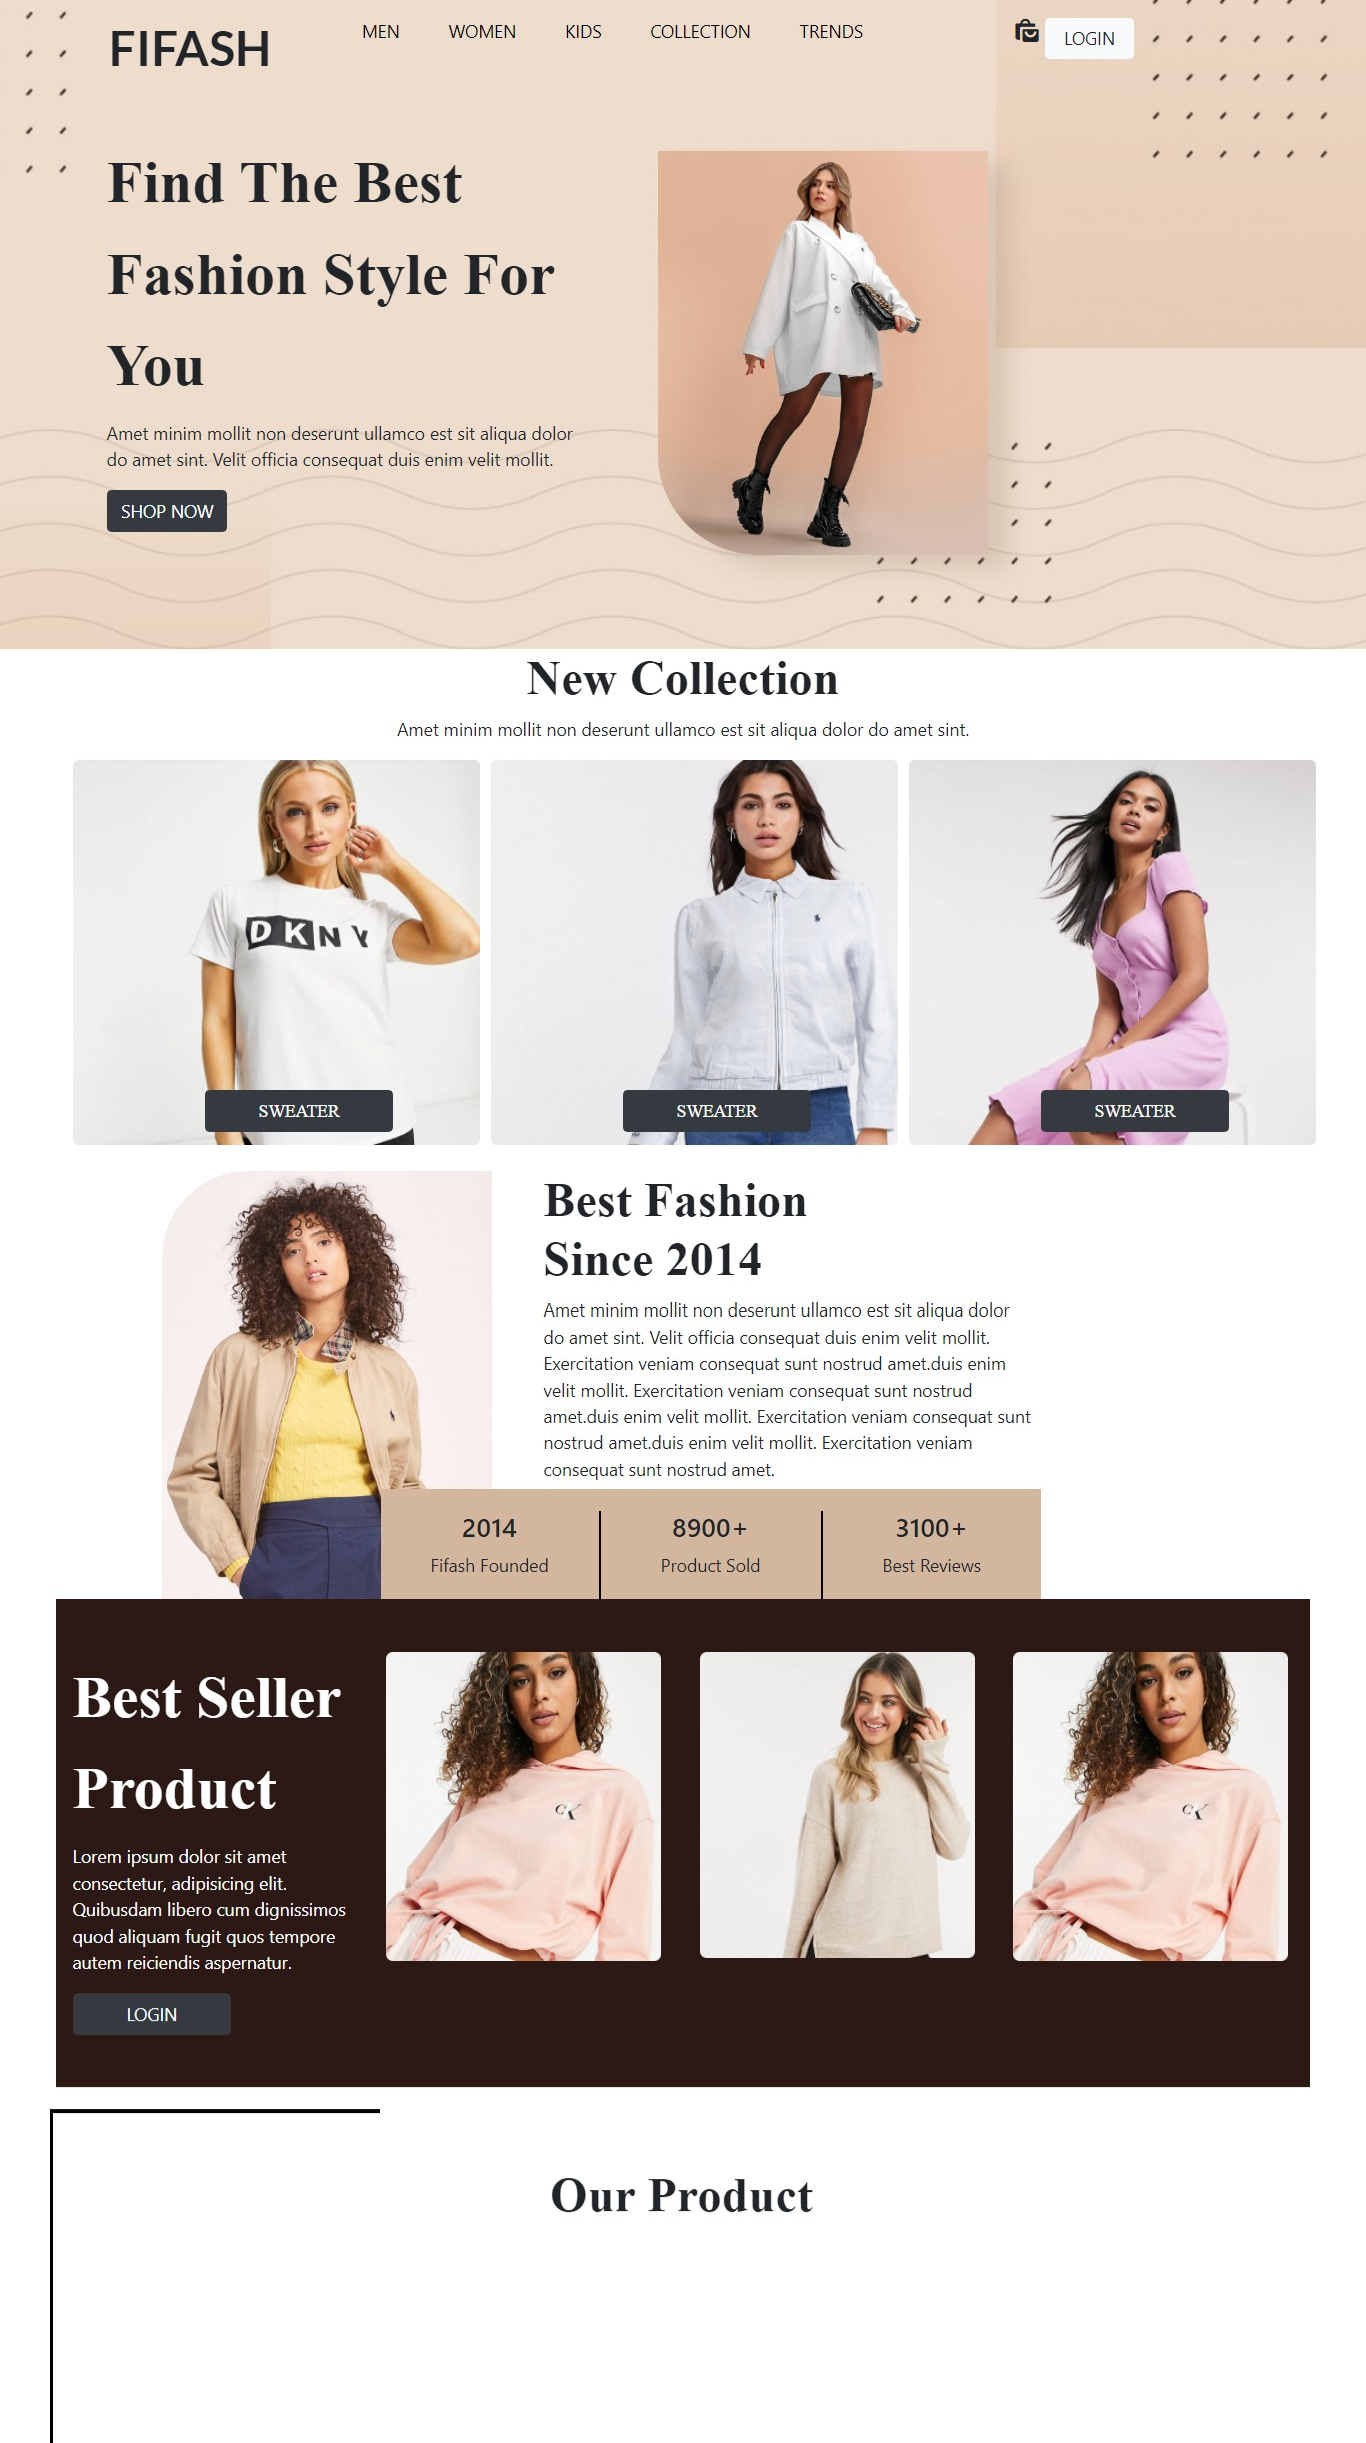 FIFASH
MEN
WOMEN
KIDS
COLLECTION
TRENDS
LOGIN
Find The Best
Fashion Style For
You
Amet minim mollit non deserunt ullamco est sit aliqua dolor
do amet sint. Velit officia consequat duis enim velit mollit.
SHOP NOW
New Collection
Amet minim mollit non deserunt ullamco est sit aliqua dolor do amet sint.
DKNY
SWEATER
SWEATER
SWEATER
Best Fashion
Since 2014
Amet minim mollit non deserunt ullamco est sit aliqua dolor
do amet sint. Velit officia consequat duis enim velit mollit.
Exercitation veniam consequat sunt nostrud amet.duis enim
velit mollit. Exercitation veniam consequat sunt nostrud
amet.duis enim velit mollit. Exercitation veniam consequat sunt
nostrud amet.duis enim velit mollit. Exercitation veniam
consequat sunt nostrud amet.
2014
Fifash Founded
8900+
Product Sold
3100+
Best Reviews
Best Seller
Product
Lorem ipsum dolor sit amet
consectetur, adipisicing elit.
Quibusdam libero cum dignissimos
quod aliquam fugit quos tempore
autem reiciendis aspernatur.
LOGIN
CK
CK
Our Product